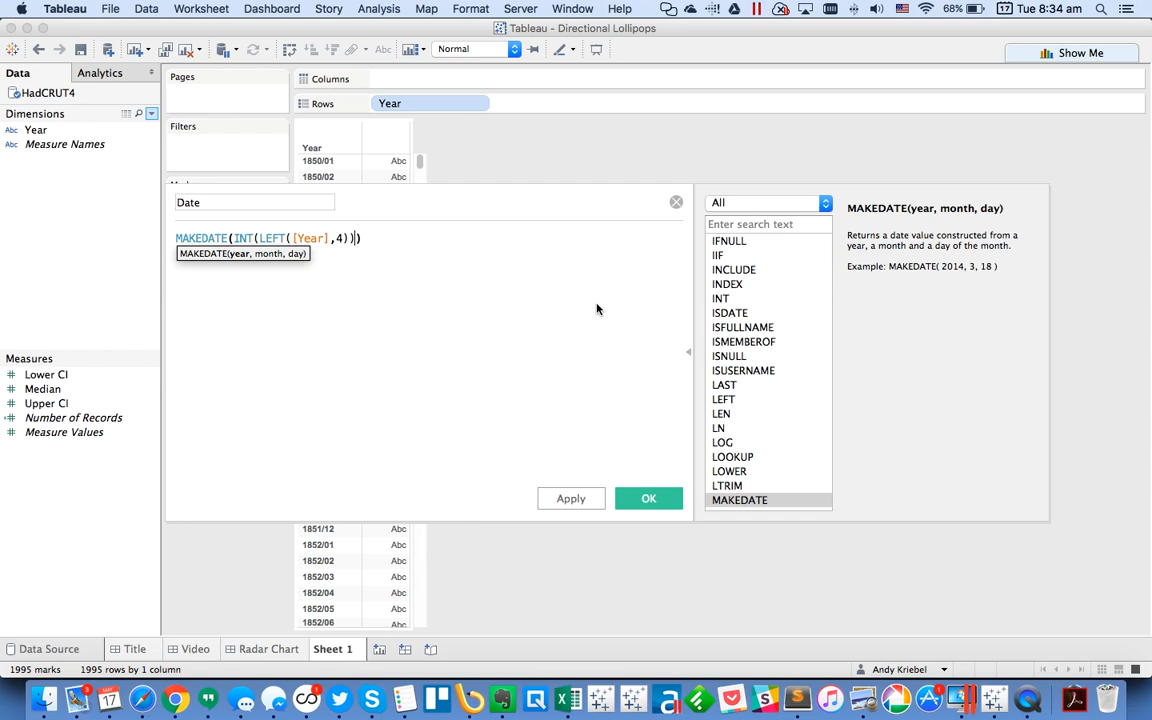 Tableau File Data Worksheet Dashboard Story Analysis Map Format Server Window Help 68% 17 Tue 8:34 am
Tableau - Directional Lollipops
Abc Normal Show Me
Data Analytics
HadCRUT4
Dimensions
Abc Year
Abc Measure Names
Measures
Lower CI
Median
Upper CI
Number of Records
Measure Values
Pages
Filters
Columns
Rows Year
Year
1850/01 Abc
1850/02 Abc
Date
MAKEDATE(INT(LEFT([Year],4)))
MAKEDATE(year, month, day)
Apply OK
All
Enter search text
IFNULL
IIF
INCLUDE
INDEX
INT
ISDATE
ISFULLNAME
ISMEMBEROF
ISNULL
ISUSERNAME
LAST
LEFT
LEN
LN
LOG
LOOKUP
LOWER
LTRIM
MAKEDATE
MAKEDATE(year, month, day)
Returns a date value constructed from a
year, a month and a day of the month.
Example: MAKEDATE( 2014, 3, 18 )
1851/12 Abc
1852/01 Abc
1852/02 Abc
1852/03 Abc
1852/04 Abc
1852/05 Abc
1852/06 Abc
Data Source Title Video Radar Chart Sheet 1
1995 marks 1995 rows by 1 column Andy Kriebel